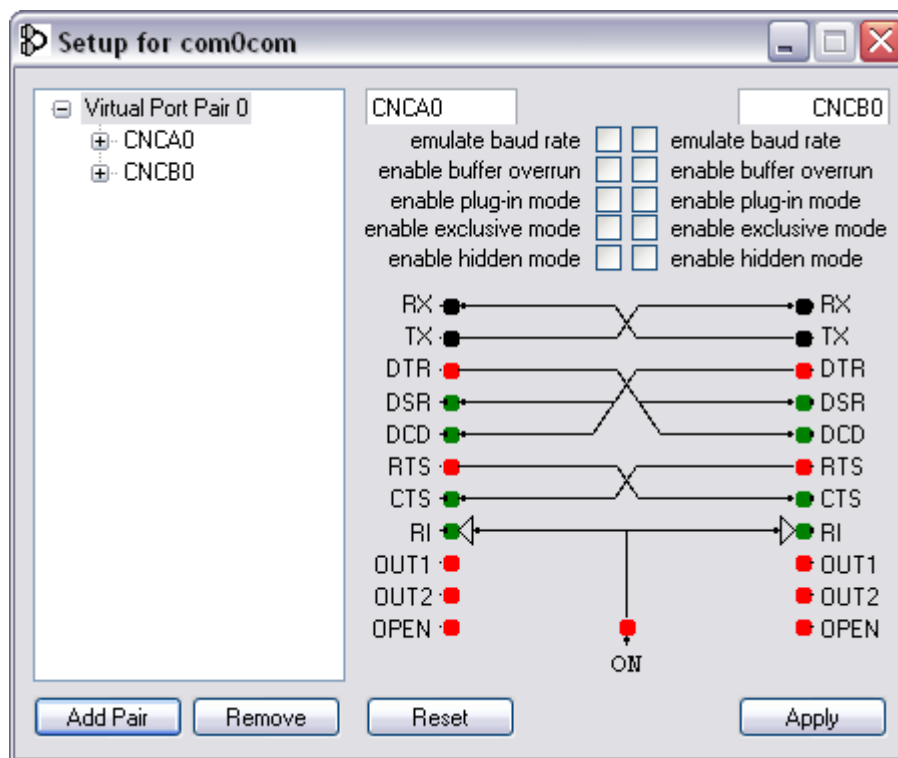 Setup for com0com
Virtual Port Pair 0
CNCA0
CNCB0
CNCA0 CNCB0
emulate baud rate emulate baud rate
enable buffer overrun enable buffer overrun
enable plug-in mode enable plug-in mode
enable exclusive mode enable exclusive mode
enable hidden mode enable hidden mode
RX RX
TX TX
DTR DTR
DSR DSR
DCD DCD
RTS RTS
CTS CTS
RI RI
OUT1 OUT1
OUT2 OUT2
OPEN OPEN
ON
Add Pair Remove Reset Apply